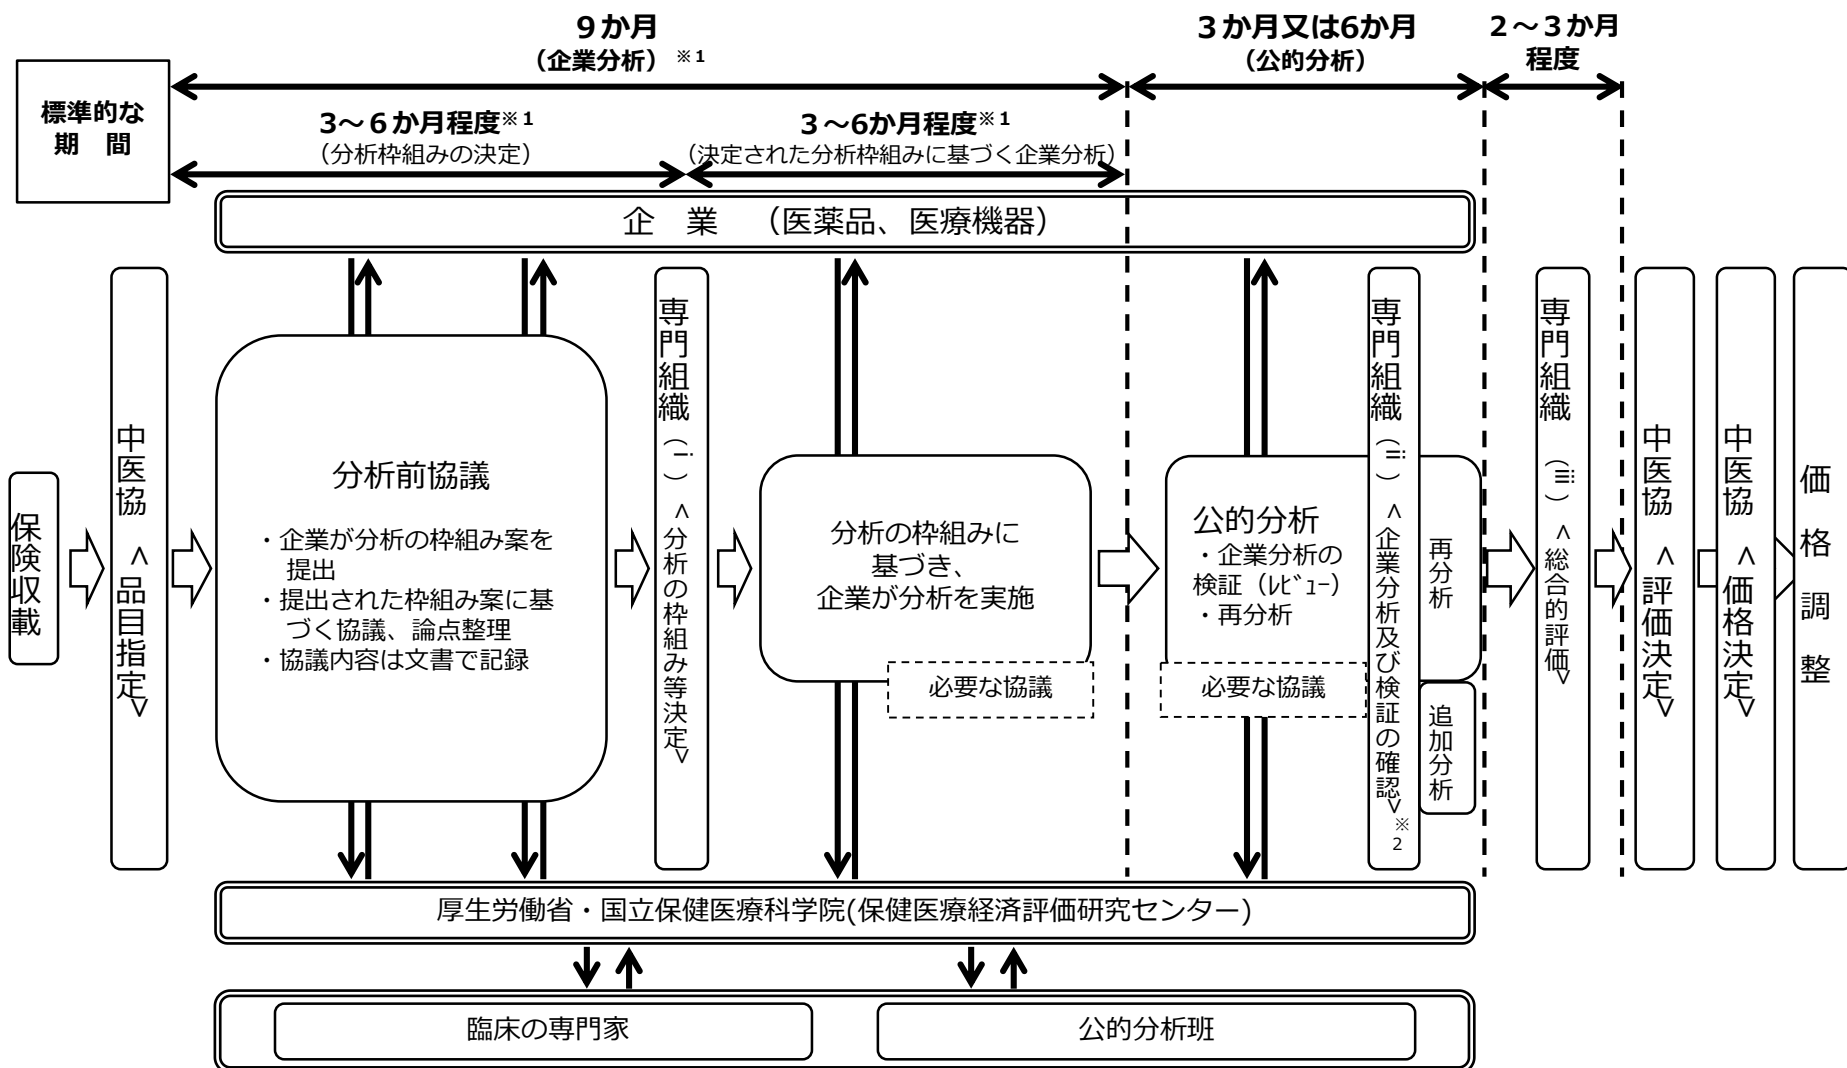 標準的な
期　間
９か月
（企業分析）※1
３か月又は6か月
（公的分析）
２～３か月
程度
3～６か月程度※1
（分析枠組みの決定）
３～6か月程度※1
（決定された分析枠組みに基づく企業分析）
企　業　（医薬品、医療機器）
保険収載
中医協　<品目指定>
分析前協議
・企業が分析の枠組み案を
提出
・提出された枠組み案に基
づく協議、論点整理
・協議内容は文書で記録
専門組織（ⅰ）<分析の枠組み等決定>
分析の枠組みに
基づき、
企業が分析を実施
必要な協議
公的分析
・企業分析の
検証（ﾚﾋﾞｭｰ）
・再分析
必要な協議
専門組織（ⅱ）<企業分析及び検証の確認>※2
再分析
追加分析
専門組織　（ⅲ）<総合的評価>
中医協　<評価決定>
中医協　<価格決定>
価格調整
厚生労働省・国立保健医療科学院(保健医療経済評価研究センター)
臨床の専門家
公的分析班